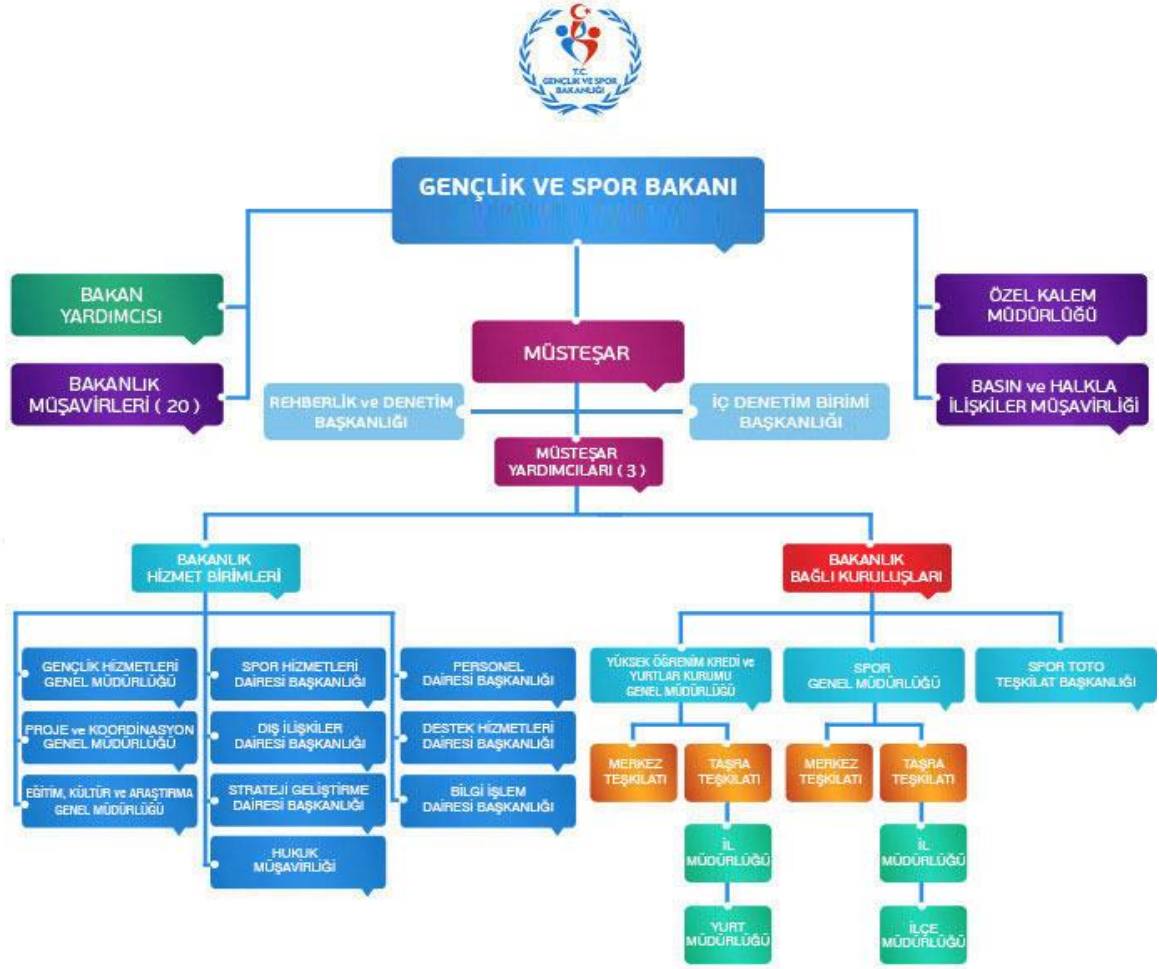 T.C.
GENÇLİK VE SPOR
BAKANLIĞI
GENÇLİK VE SPOR BAKANI
BAKAN
YARDIMCISI
ÖZEL KALEM
MÜDÜRLÜĞÜ
MÜSTEŞAR
BAKANLIK
MÜŞAVİRLERİ ( 20 )
BASIN ve HALKLA
İLİŞKİLER MÜŞAVİRLİĞİ
REHBERLİK ve DENETİM
BAŞKANLIĞI
İÇ DENETİM BİRİMİ
BAŞKANLIĞI
MÜSTEŞAR
YARDIMCILARI ( 3 )
BAKANLIK
HİZMET BİRİMLERİ
BAKANLIK
BAĞLI KURULUŞLARI
GENÇLİK HİZMETLERİ
GENEL MÜDÜRLÜĞÜ
SPOR HİZMETLERİ
DAİRESİ BAŞKANLIĞI
PERSONEL
DAİRESİ BAŞKANLIĞI
YÜKSEK ÖĞRENİM KREDİ ve
YURTLAR KURUMU
GENEL MÜDÜRLÜĞÜ
SPOR
GENEL MÜDÜRLÜĞÜ
SPOR TOTO
TEŞKİLAT BAŞKANLIĞI
PROJE ve KOORDİNASYON
GENEL MÜDÜRLÜĞÜ
DIŞ İLİŞKİLER
DAİRESİ BAŞKANLIĞI
DESTEK HİZMETLERİ
DAİRESİ BAŞKANLIĞI
MERKEZ
TEŞKİLATI
TAŞRA
TEŞKİLATI
MERKEZ
TEŞKİLATI
TAŞRA
TEŞKİLATI
EĞİTİM, KÜLTÜR ve ARAŞTIRMA
GENEL MÜDÜRLÜĞÜ
STRATEJİ GELİŞTİRME
DAİRESİ BAŞKANLIĞI
BİLGİ İŞLEM
DAİRESİ BAŞKANLIĞI
HUKUK
MÜŞAVİRLİĞİ
İL
MÜDÜRLÜĞÜ
İL
MÜDÜRLÜĞÜ
YURT
MÜDÜRLÜĞÜ
İLÇE
MÜDÜRLÜĞÜ